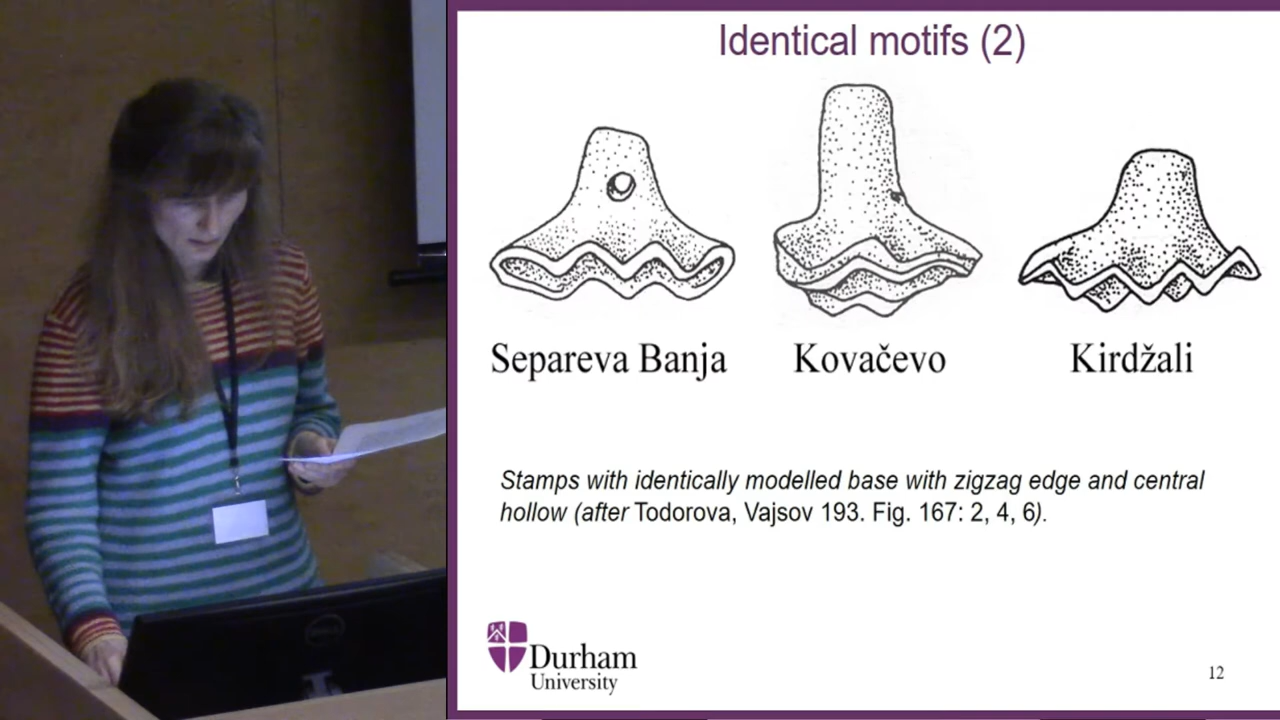 Identical motifs (2)
Separeva Banja
Kovačevo
Kirdžali
Stamps with identically modelled base with zigzag edge and central
hollow (after Todorova, Vajsov 193. Fig. 167: 2, 4, 6).
Durham
University
12